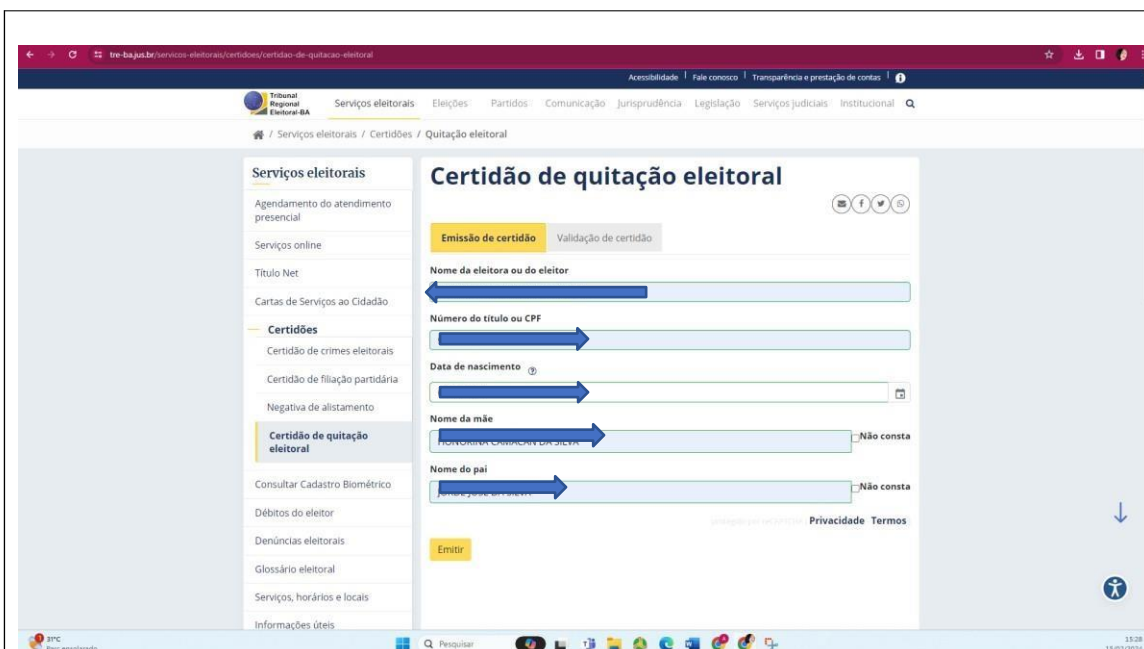 tre-ba.jus.br/servicos-eleitorais/certidoes/certidao-de-quitacao-eleitoral
Acessibilidade | Fale conosco | Transparência e prestação de contas |
Tribunal Regional Eleitoral-BA
Serviços eleitorais Eleições Partidos Comunicação Jurisprudência Legislação Serviços judiciais Institucional
/ Serviços eleitorais / Certidões / Quitação eleitoral
Serviços eleitorais
Agendamento do atendimento
presencial
Serviços online
Título Net
Cartas de Serviços ao Cidadão
Certidões
Certidão de crimes eleitorais
Certidão de filiação partidária
Negativa de alistamento
Certidão de quitação
eleitoral
Consultar Cadastro Biométrico
Débitos do eleitor
Denúncias eleitorais
Glossário eleitoral
Serviços, horários e locais
Informações úteis
Certidão de quitação eleitoral
Emissão de certidão Validação de certidão
Nome da eleitora ou do eleitor
Número do título ou CPF
Data de nascimento
Nome da mãe
Não consta
Nome do pai
Não consta
Privacidade Termos
Emitir
31°C
Pesquisar
15:28